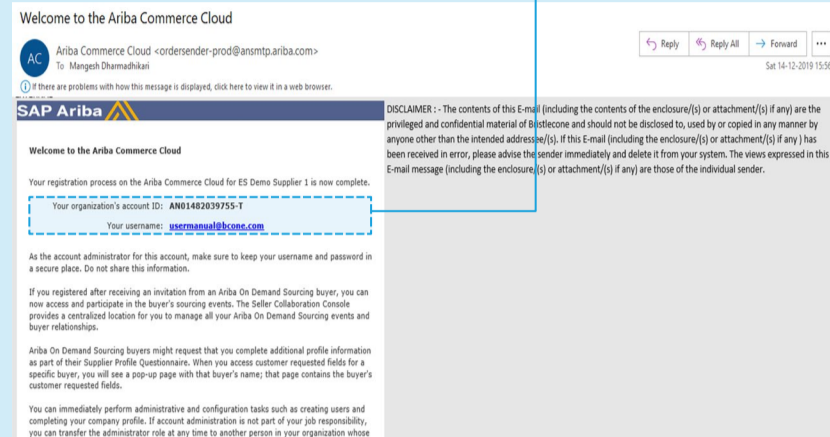 Welcome to the Ariba Commerce Cloud
AC
Ariba Commerce Cloud <ordersender-prod@ansmtp.ariba.com>
To Mangesh Dharmadhikari
Reply
Reply All
Forward
...
Sat 14-12-2019 15:56
If there are problems with how this message is displayed, click here to view it in a web browser.
SAP Ariba
Welcome to the Ariba Commerce Cloud
Your registration process on the Ariba Commerce Cloud for ES Demo Supplier 1 is now complete.
Your organization's account ID: AN01482039755-T
Your username: usermanual@bcone.com
As the account administrator for this account, make sure to keep your username and password in
a secure place. Do not share this information.
If you registered after receiving an invitation from an Ariba On Demand Sourcing buyer, you can
now access and participate in the buyer's sourcing events. The Seller Collaboration Console
provides a centralized location for you to manage all your Ariba On Demand Sourcing events and
buyer relationships.
Ariba On Demand Sourcing buyers might request that you complete additional profile information
as part of their Supplier Profile Questionnaire. When you access customer requested fields for a
specific buyer, you will see a pop-up page with that buyer's name; that page contains the buyer's
customer requested fields.
You can immediately perform administrative and configuration tasks such as creating users and
completing your company profile. If account administration is not part of your job responsibility,
you can transfer the administrator role at any time to another person in your organization whose
DISCLAIMER : - The contents of this E-mail (including the contents of the enclosure/(s) or attachment/(s) if any) are the
privileged and confidential material of Bristlecone and should not be disclosed to, used by or copied in any manner by
anyone other than the intended addressee/(s). If this E-mail (including the enclosure/(s) or attachment/(s) if any ) has
been received in error, please advise the sender immediately and delete it from your system. The views expressed in this
E-mail message (including the enclosure/(s) or attachment/(s) if any) are those of the individual sender.